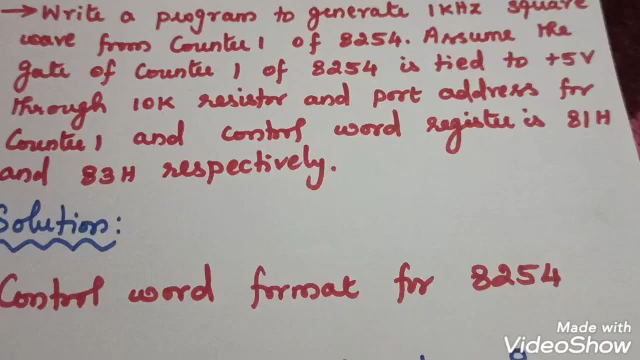 → Write a program to generate 1KHz square
wave from Counter 1 of 8254. Assume the
gate of Counter 1 of 8254 is tied to +5V
through 10K resistor and port address for
Counter 1 and control word register is 81H
and 83H respectively.
Solution:
Control word format for 8254
Made with
VideoShow